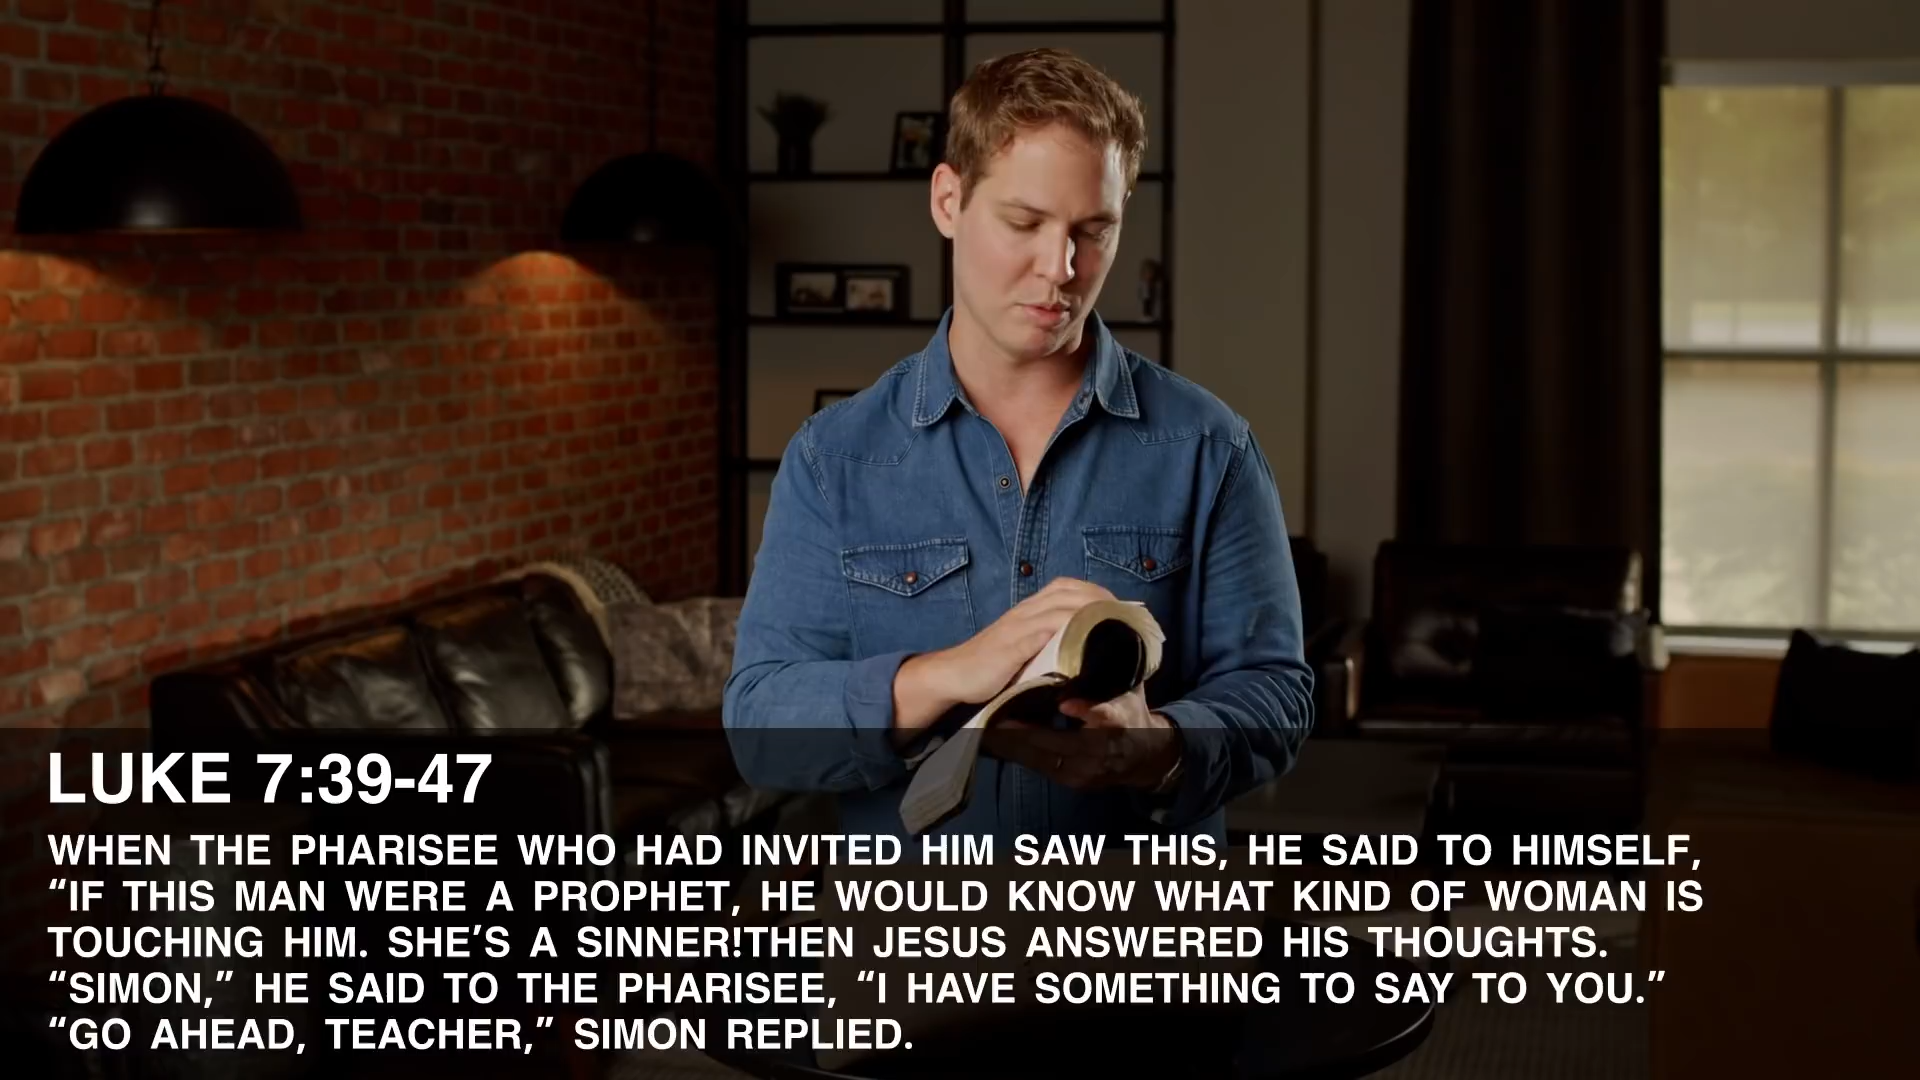 LUKE 7:39-47
WHEN THE PHARISEE WHO HAD INVITED HIM SAW THIS, HE SAID TO HIMSELF,
“IF THIS MAN WERE A PROPHET, HE WOULD KNOW WHAT KIND OF WOMAN IS
TOUCHING HIM. SHE’S A SINNER!THEN JESUS ANSWERED HIS THOUGHTS.
“SIMON,” HE SAID TO THE PHARISEE, “I HAVE SOMETHING TO SAY TO YOU.”
“GO AHEAD, TEACHER,” SIMON REPLIED.